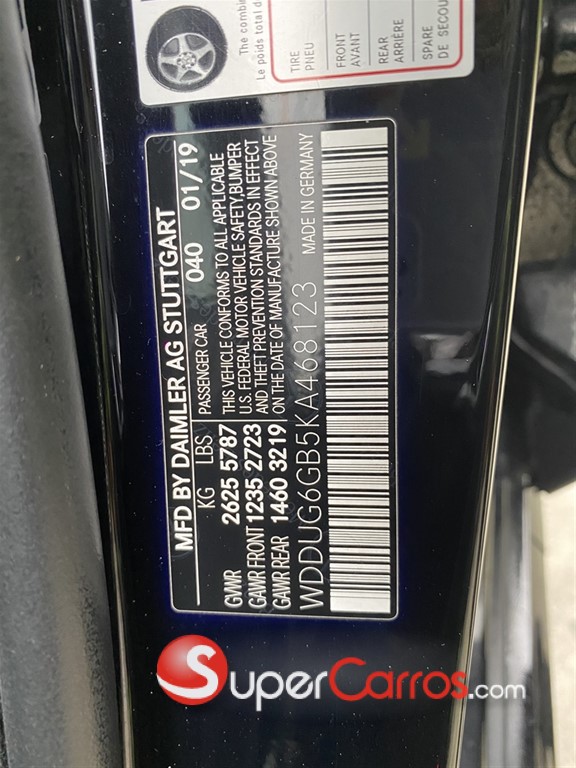 The combin
Le poids total de
TIRE
PNEU
FRONT
AVANT
REAR
ARRIÈRE
SPARE
DE SECOU
MFD BY DAIMLER AG STUTTGART
KG LBS PASSENGER CAR 040 01/19
GVWR 2625 5787
GAWR FRONT 1235 2723
GAWR REAR 1460 3219
THIS VEHICLE CONFORMS TO ALL APPLICABLE
U.S. FEDERAL MOTOR VEHICLE SAFETY, BUMPER
AND THEFT PREVENTION STANDARDS IN EFFECT
ON THE DATE OF MANUFACTURE SHOWN ABOVE
WDDUG6GB5KA468123 MADE IN GERMANY
SUPERCARROS.com